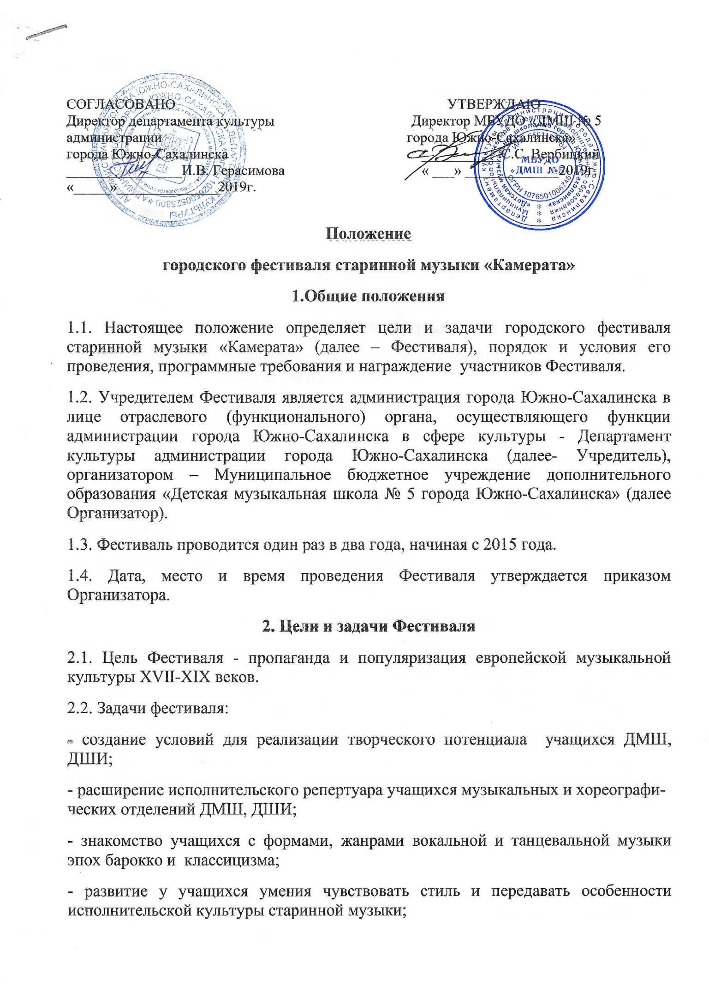 СОГЛАСОВАНО
Директор департамента культуры
администрации
города Южно-Сахалинска
________________И.В. Герасимова
«_____»______________2019г.
УТВЕРЖДАЮ
Директор МБУДО «ДМШ № 5
города Южно-Сахалинска»
___________С.С. Вербицкий
«___» _____________2019г.
МБУДО
«ДМШ №5»
ОГРН 1076501006746
Положение
городского фестиваля старинной музыки «Камерата»
1.Общие положения
1.1. Настоящее положение определяет цели и задачи городского фестиваля
старинной музыки «Камерата» (далее – Фестиваля), порядок и условия его
проведения, программные требования и награждение участников Фестиваля.
1.2. Учредителем Фестиваля является администрация города Южно-Сахалинска в
лице отраслевого (функционального) органа, осуществляющего функции
администрации города Южно-Сахалинска в сфере культуры - Департамент
культуры администрации города Южно-Сахалинска (далее- Учредитель),
организатором – Муниципальное бюджетное учреждение дополнительного
образования «Детская музыкальная школа № 5 города Южно-Сахалинска» (далее
Организатор).
1.3. Фестиваль проводится один раз в два года, начиная с 2015 года.
1.4. Дата, место и время проведения Фестиваля утверждается приказом
Организатора.
2. Цели и задачи Фестиваля
2.1. Цель Фестиваля - пропаганда и популяризация европейской музыкальной
культуры XVII-XIX веков.
2.2. Задачи фестиваля:
- создание условий для реализации творческого потенциала учащихся ДМШ,
ДШИ;
- расширение исполнительского репертуара учащихся музыкальных и хореографи-
ческих отделений ДМШ, ДШИ;
- знакомство учащихся с формами, жанрами вокальной и танцевальной музыки
эпох барокко и классицизма;
- развитие у учащихся умения чувствовать стиль и передавать особенности
исполнительской культуры старинной музыки;